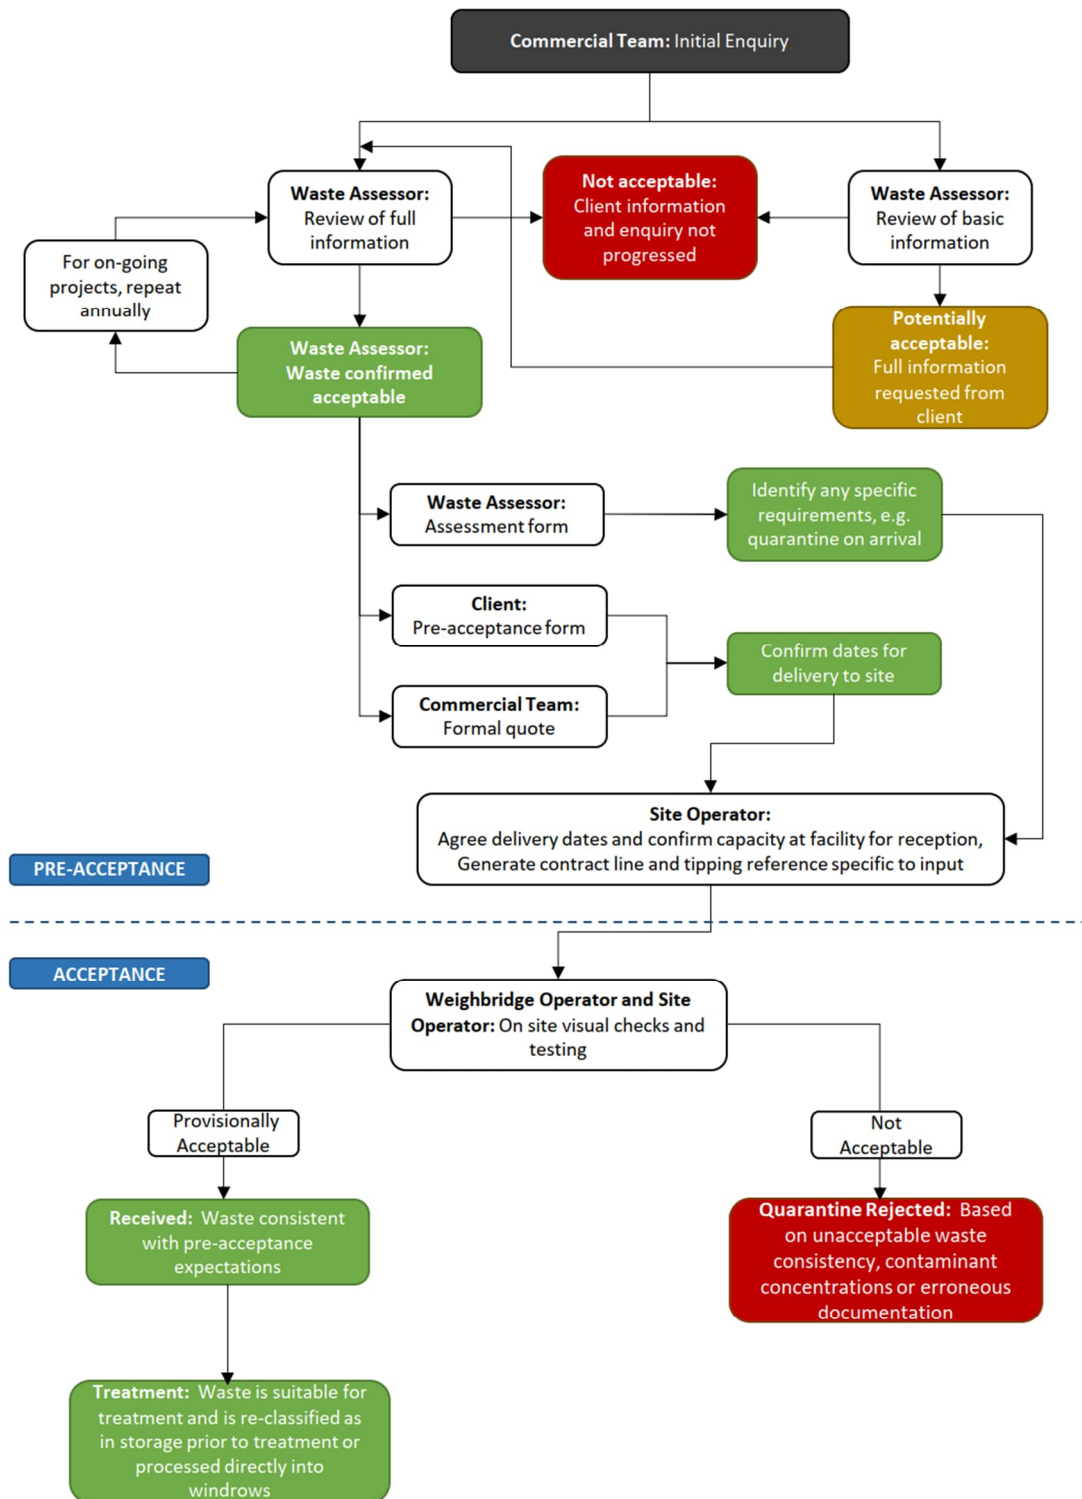 Commercial Team: Initial Enquiry
Waste Assessor:
Review of full
information
Not acceptable:
Client information
and enquiry not
progressed
Waste Assessor:
Review of basic
information
For on-going
projects, repeat
annually
Waste Assessor:
Waste confirmed
acceptable
Potentially
acceptable:
Full information
requested from
client
Waste Assessor:
Assessment form
Identify any specific
requirements, e.g.
quarantine on arrival
Client:
Pre-acceptance form
Confirm dates for
delivery to site
Commercial Team:
Formal quote
Site Operator:
Agree delivery dates and confirm capacity at facility for reception,
Generate contract line and tipping reference specific to input
PRE-ACCEPTANCE
ACCEPTANCE
Weighbridge Operator and Site
Operator: On site visual checks and
testing
Provisionally
Acceptable
Not
Acceptable
Received: Waste consistent
with pre-acceptance
expectations
Quarantine Rejected: Based
on unacceptable waste
consistency, contaminant
concentrations or erroneous
documentation
Treatment: Waste is suitable for
treatment and is re-classified as
in storage prior to treatment or
processed directly into
windrows